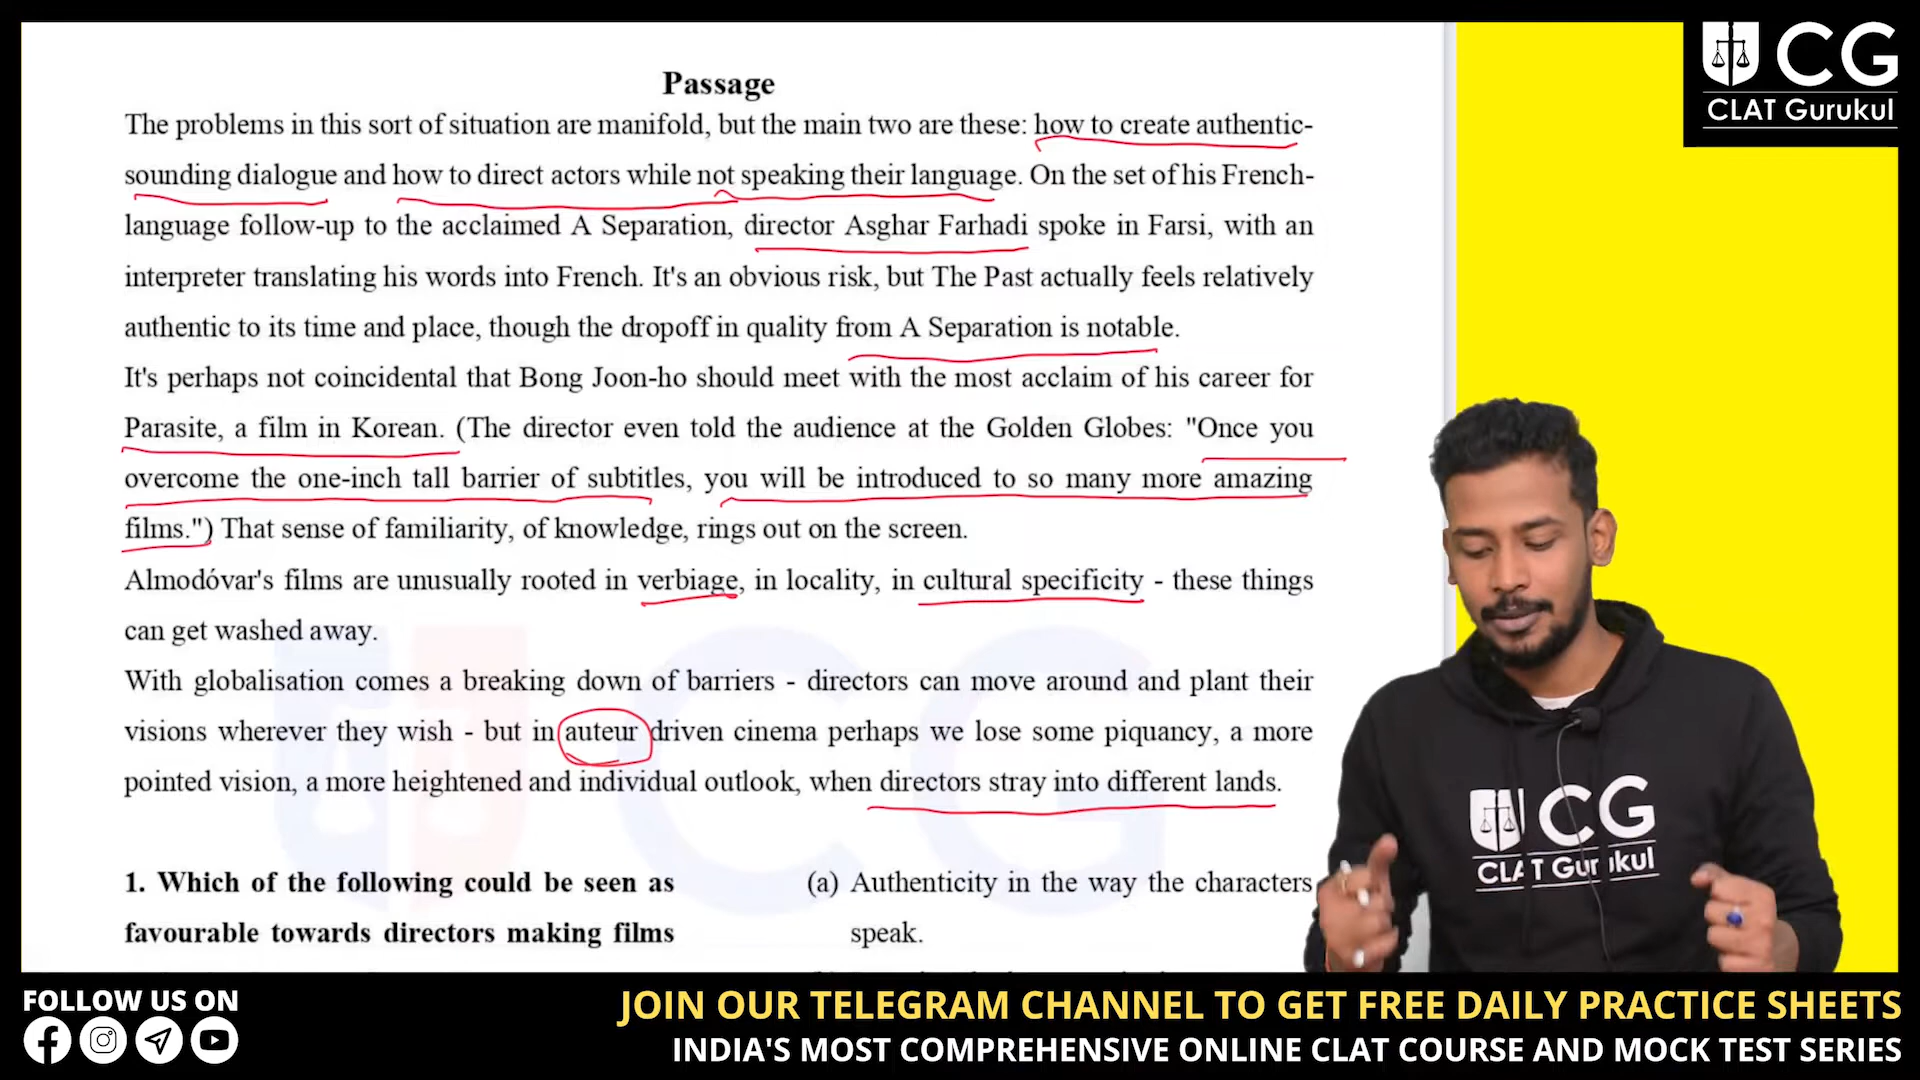 Passage
The problems in this sort of situation are manifold, but the main two are these: how to create authentic-
sounding dialogue and how to direct actors while not speaking their language. On the set of his French-
language follow-up to the acclaimed A Separation, director Asghar Farhadi spoke in Farsi, with an
interpreter translating his words into French. It's an obvious risk, but The Past actually feels relatively
authentic to its time and place, though the dropoff in quality from A Separation is notable.
It's perhaps not coincidental that Bong Joon-ho should meet with the most acclaim of his career for
Parasite, a film in Korean. (The director even told the audience at the Golden Globes: "Once you
overcome the one-inch tall barrier of subtitles, you will be introduced to so many more amazing
films.") That sense of familiarity, of knowledge, rings out on the screen.
Almodóvar's films are unusually rooted in verbiage, in locality, in cultural specificity - these things
can get washed away.
With globalisation comes a breaking down of barriers - directors can move around and plant their
visions wherever they wish - but in auteur driven cinema perhaps we lose some piquancy, a more
pointed vision, a more heightened and individual outlook, when directors stray into different lands.
1. Which of the following could be seen as
favourable towards directors making films
(a) Authenticity in the way the characters
speak.
CG
CLAT Gurukul
CG
CLAT Gurukul
CG
FOLLOW US ON
JOIN OUR TELEGRAM CHANNEL TO GET FREE DAILY PRACTICE SHEETS
INDIA'S MOST COMPREHENSIVE ONLINE CLAT COURSE AND MOCK TEST SERIES